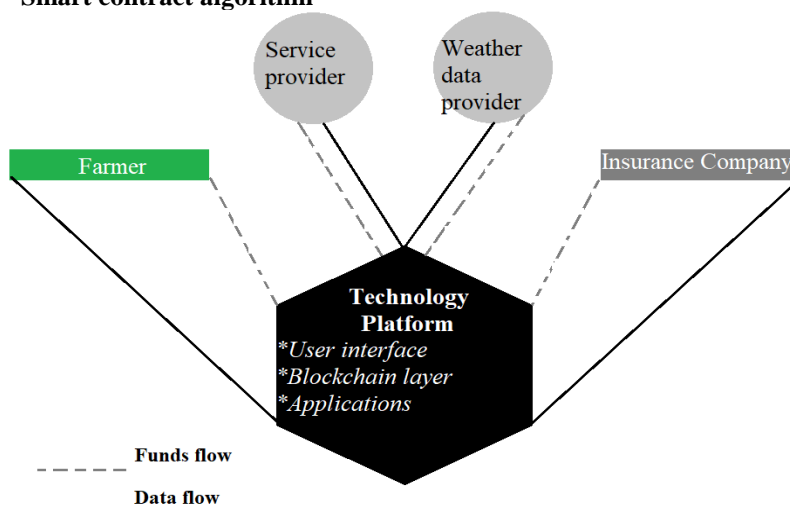 Smart contract algorithm
Service
provider
Weather
data
provider
Farmer
Insurance Company
Technology
Platform
*User interface
*Blockchain layer
*Applications
Funds flow
Data flow